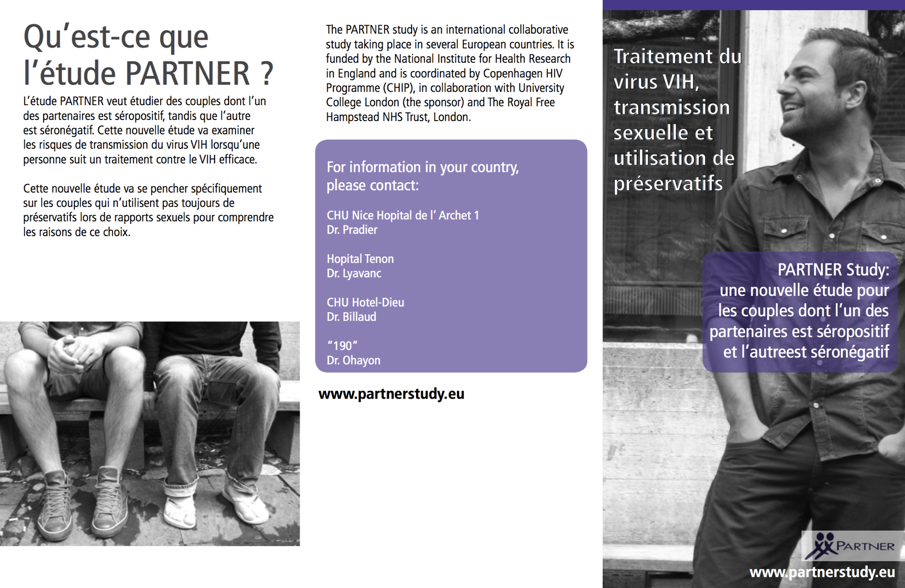 Qu’est-ce que
l’étude PARTNER ?
L’étude PARTNER veut étudier des couples dont l’un
des partenaires est séropositif, tandis que l’autre
est séronégatif. Cette nouvelle étude va examiner
les risques de transmission du virus VIH lorsqu’une
personne suit un traitement contre le VIH efficace.
Cette nouvelle étude va se pencher spécifiquement
sur les couples qui n’utilisent pas toujours de
préservatifs lors de rapports sexuels pour comprendre
les raisons de ce choix.
The PARTNER study is an international collaborative
study taking place in several European countries. It is
funded by the National Institute for Health Research
in England and is coordinated by Copenhagen HIV
Programme (CHIP), in collaboration with University
College London (the sponsor) and The Royal Free
Hampstead NHS Trust, London.
For information in your country,
please contact:
CHU Nice Hopital de l’ Archet 1
Dr. Pradier
Hopital Tenon
Dr. Lyavanc
CHU Hotel-Dieu
Dr. Billaud
“190”
Dr. Ohayon
www.partnerstudy.eu
Traitement du
virus VIH,
transmission
sexuelle et
utilisation de
préservatifs
PARTNER Study:
une nouvelle étude pour
les couples dont l’un des
partenaires est séropositif
et l’autreest séronégatif
PARTNER
www.partnerstudy.eu